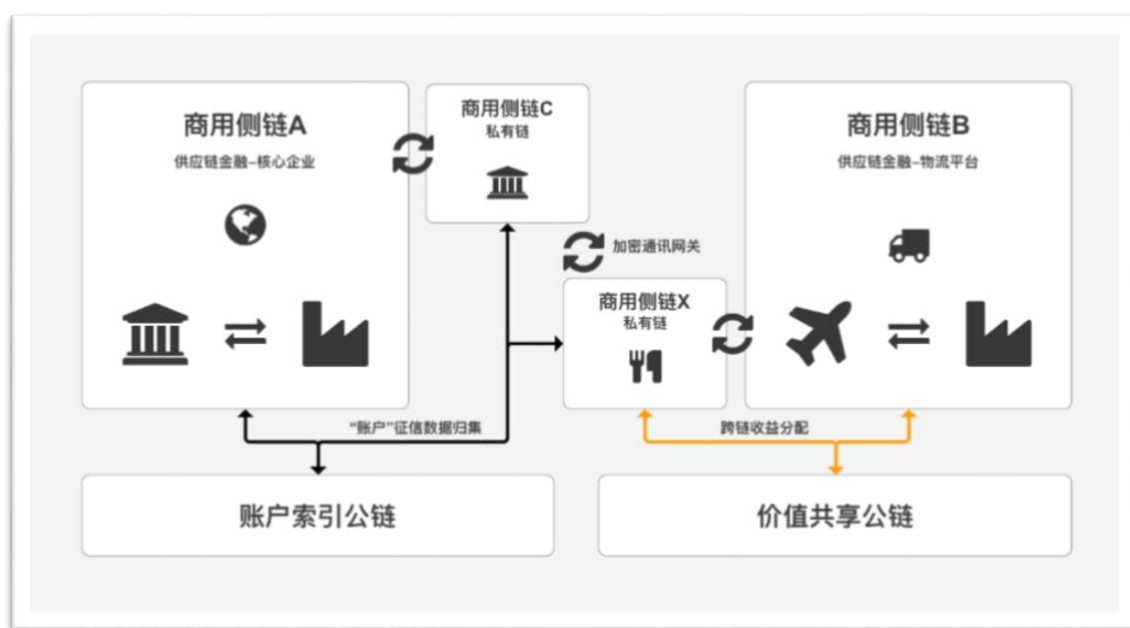 商用侧链A
供应链金融–核心企业
商用侧链C
私有链
商用侧链B
供应链金融–物流平台
加密通讯网关
商用侧链X
私有链
“账户”征信数据归集
跨链收益分配
账户索引公链
价值共享公链